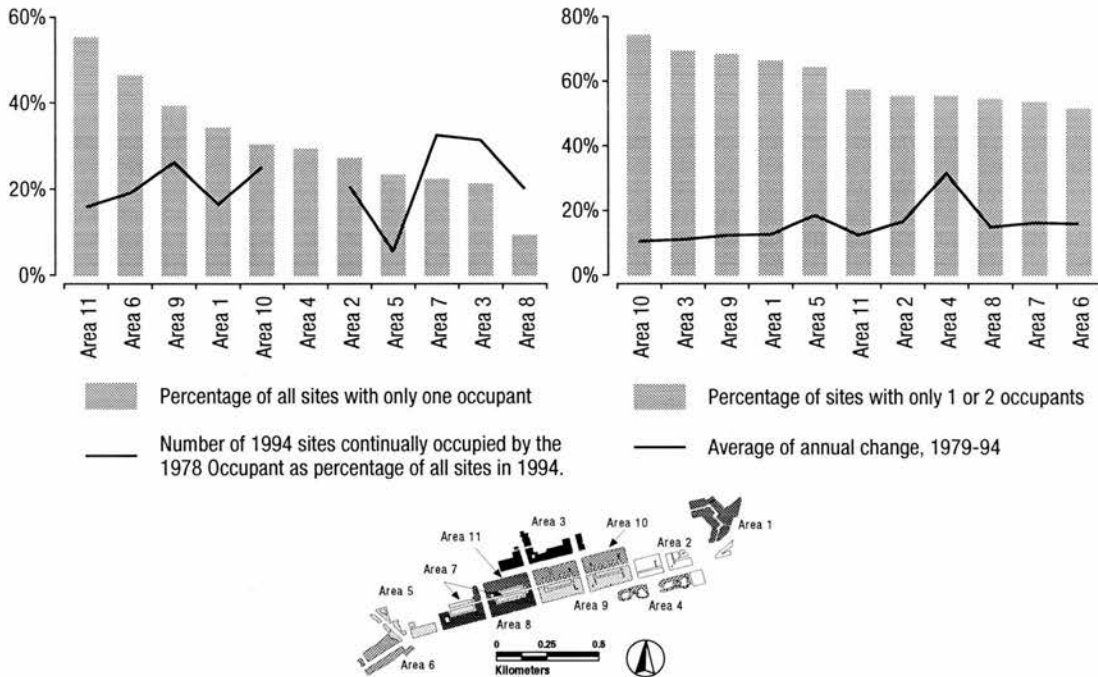 60%
40%
20%
0%
Area 11
Area 6
Area 9
Area 1
Area 10
Area 4
Area 2
Area 5
Area 7
Area 3
Area 8
Percentage of all sites with only one occupant
Number of 1994 sites continually occupied by the
1978 Occupant as percentage of all sites in 1994.
80%
60%
40%
20%
0%
Area 10
Area 3
Area 9
Area 1
Area 5
Area 11
Area 2
Area 4
Area 8
Area 7
Area 6
Percentage of sites with only 1 or 2 occupants
Average of annual change, 1979-94
Area 3
Area 10
Area 1
Area 11
Area 2
Area 7
Area 5
Area 9
Area 4
Area 8
Area 6
0 0.25 0.5
Kilometers